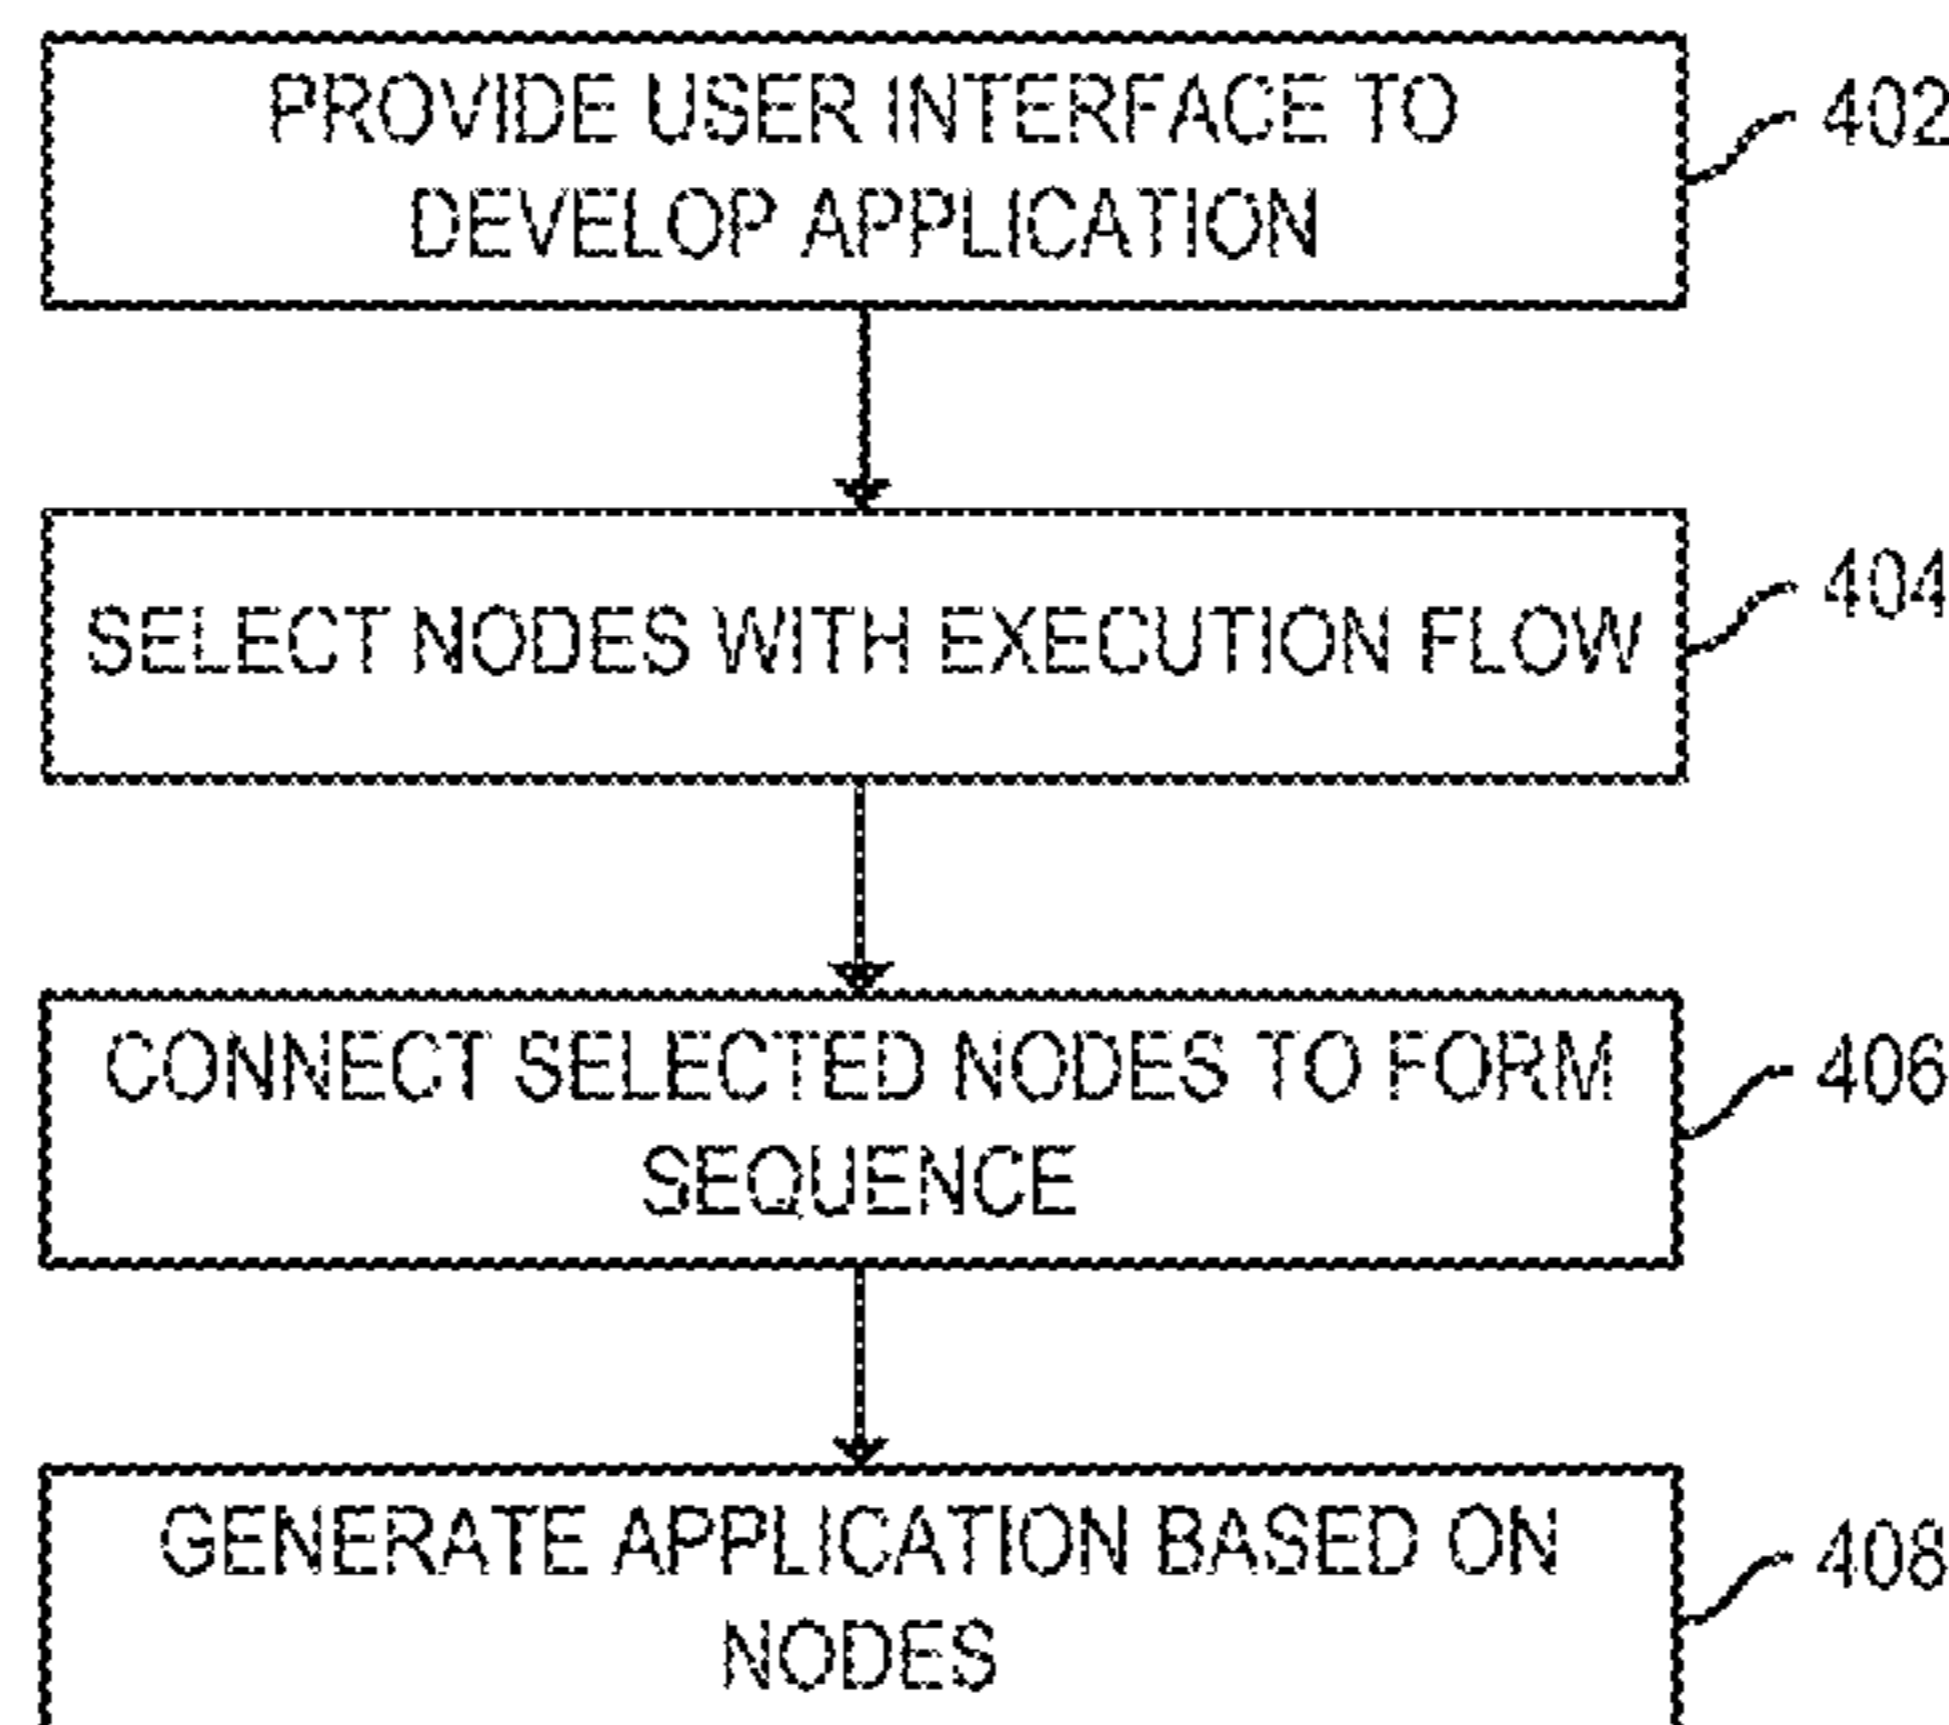 PROVIDE USER INTERFACE TO
DEVELOP APPLICATION
402
SELECT NODES WITH EXECUTION FLOW
404
CONNECT SELECTED NODES TO FORM
SEQUENCE
406
GENERATE APPLICATION BASED ON
NODES
408